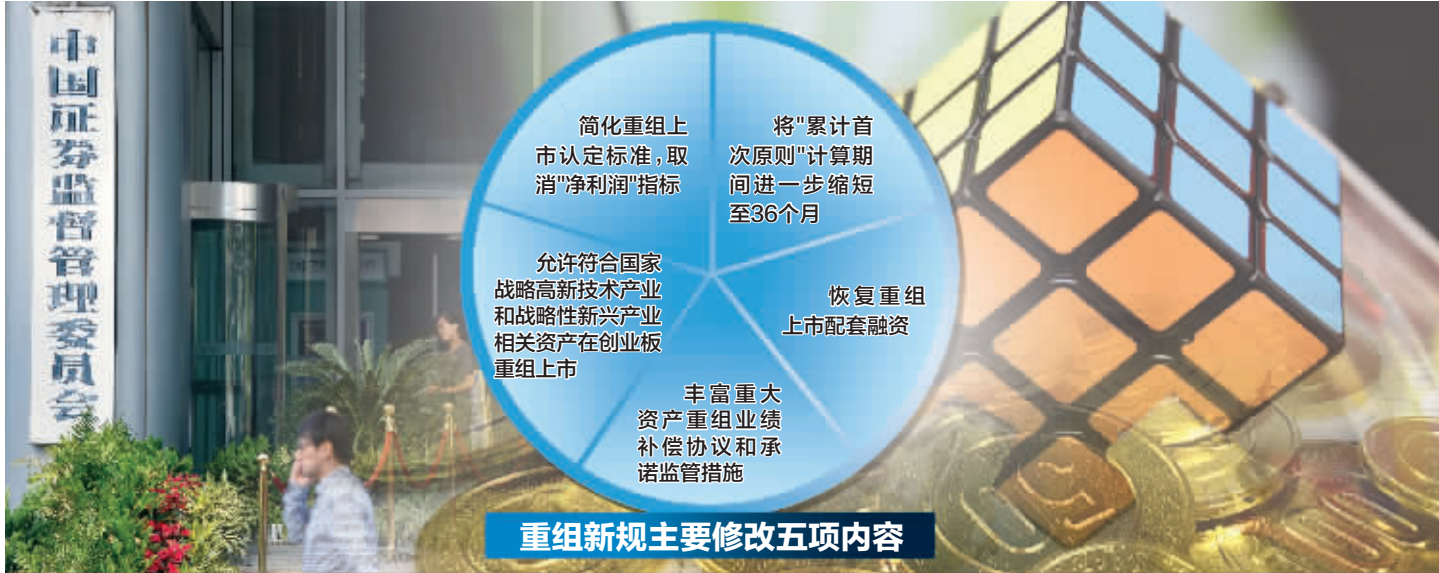 中国证券监督管理委员会
简化重组上
市认定标准，取
消"净利润"指标
将"累计首
次原则"计算期
间进一步缩短
至36个月
允许符合国家
战略高新技术产业
和战略性新兴产业
相关资产在创业板
重组上市
恢复重组
上市配套融资
丰富重大
资产重组业绩
补偿协议和承
诺监管措施
重组新规主要修改五项内容